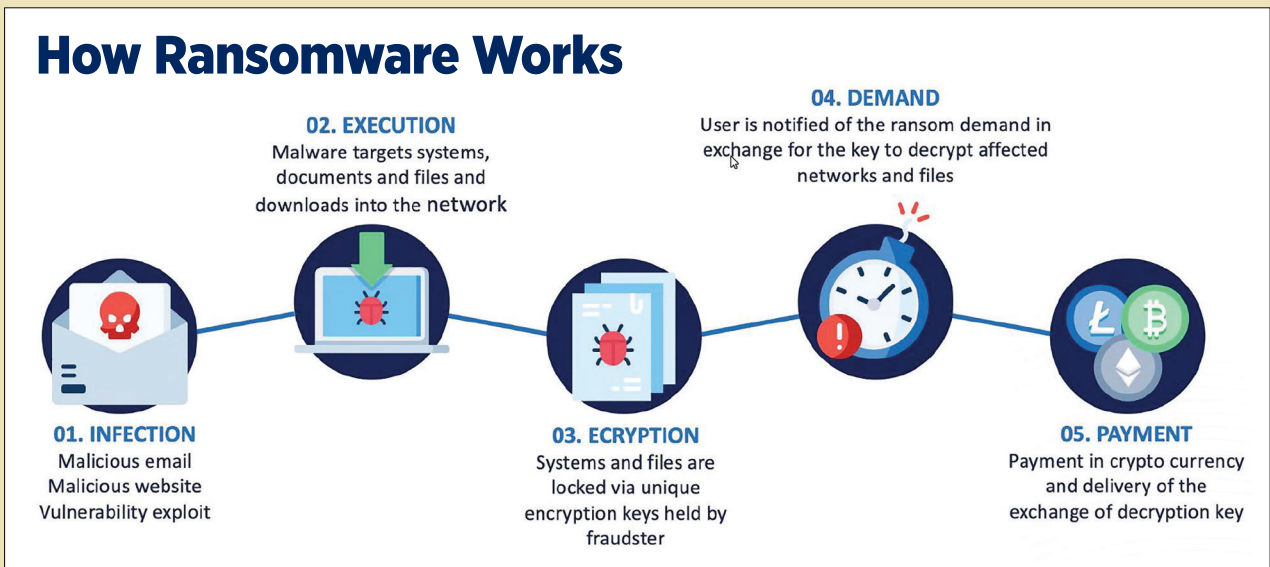 How Ransomware Works
01. INFECTION
Malicious email
Malicious website
Vulnerability exploit
02. EXECUTION
Malware targets systems,
documents and files and
downloads into the network
03. ECRYPTION
Systems and files are
locked via unique
encryption keys held by
fraudster
04. DEMAND
User is notified of the ransom demand in
exchange for the key to decrypt affected
networks and files
05. PAYMENT
Payment in crypto currency
and delivery of the
exchange of decryption key